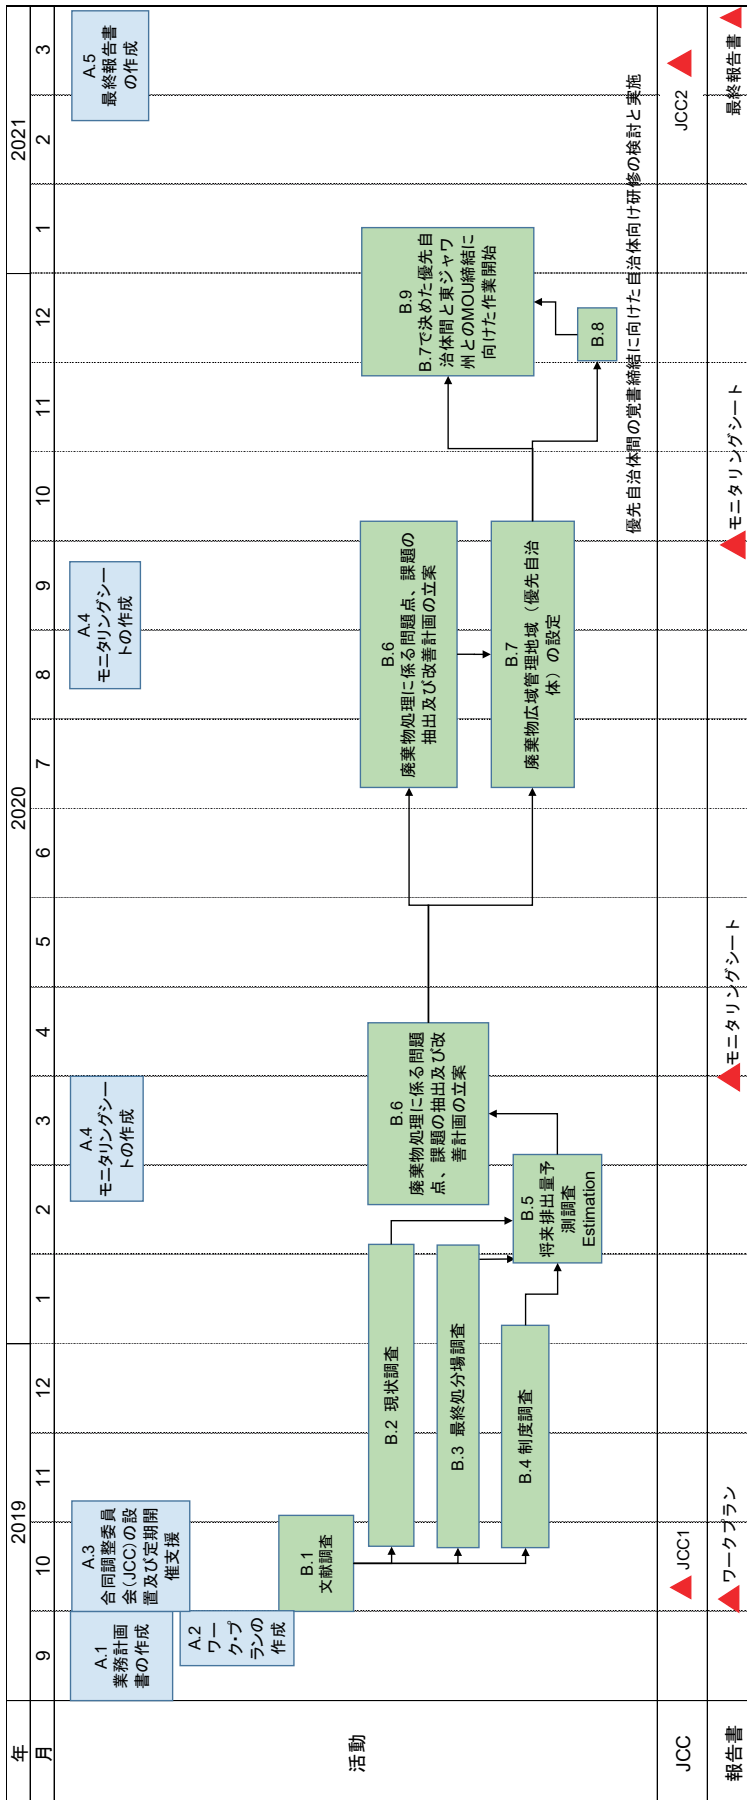 年
2019
2020
2021
月
9
10
11
12
1
2
3
4
5
6
7
8
9
10
11
12
1
2
3
活動
A.1
業務計画
書の作成
A.2
ワー
ク・プ
ランの
作成
A.3
合同調整委員
会(JCC)の設
置及び定期開
催支援
A.4
モニタリングシー
トの作成
A.4
モニタリングシー
トの作成
A.5
最終報告書
の作成
B.1
文献調査
B.2 現状調査
B.3 最終処分場調査
B.4 制度調査
B.5
将来排出量予
測調査
Estimation
B.6
廃棄物処理に係る問題
点、課題の抽出及び改
善計画の立案
B.6
廃棄物処理に係る問題点、課題の
抽出及び改善計画の立案
B.7
廃棄物広域管理地域（優先自治
体）の設定
B.9
B.7で決めた優先自
治体間と東ジャワ
州とのMOU締結に
向けた作業開始
B.8
優先自治体間の覚書締結に向けた自治体向け研修の検討と実施
JCC
JCC1
JCC2
報告書
ワークプラン
モニタリングシート
モニタリングシート
最終報告書